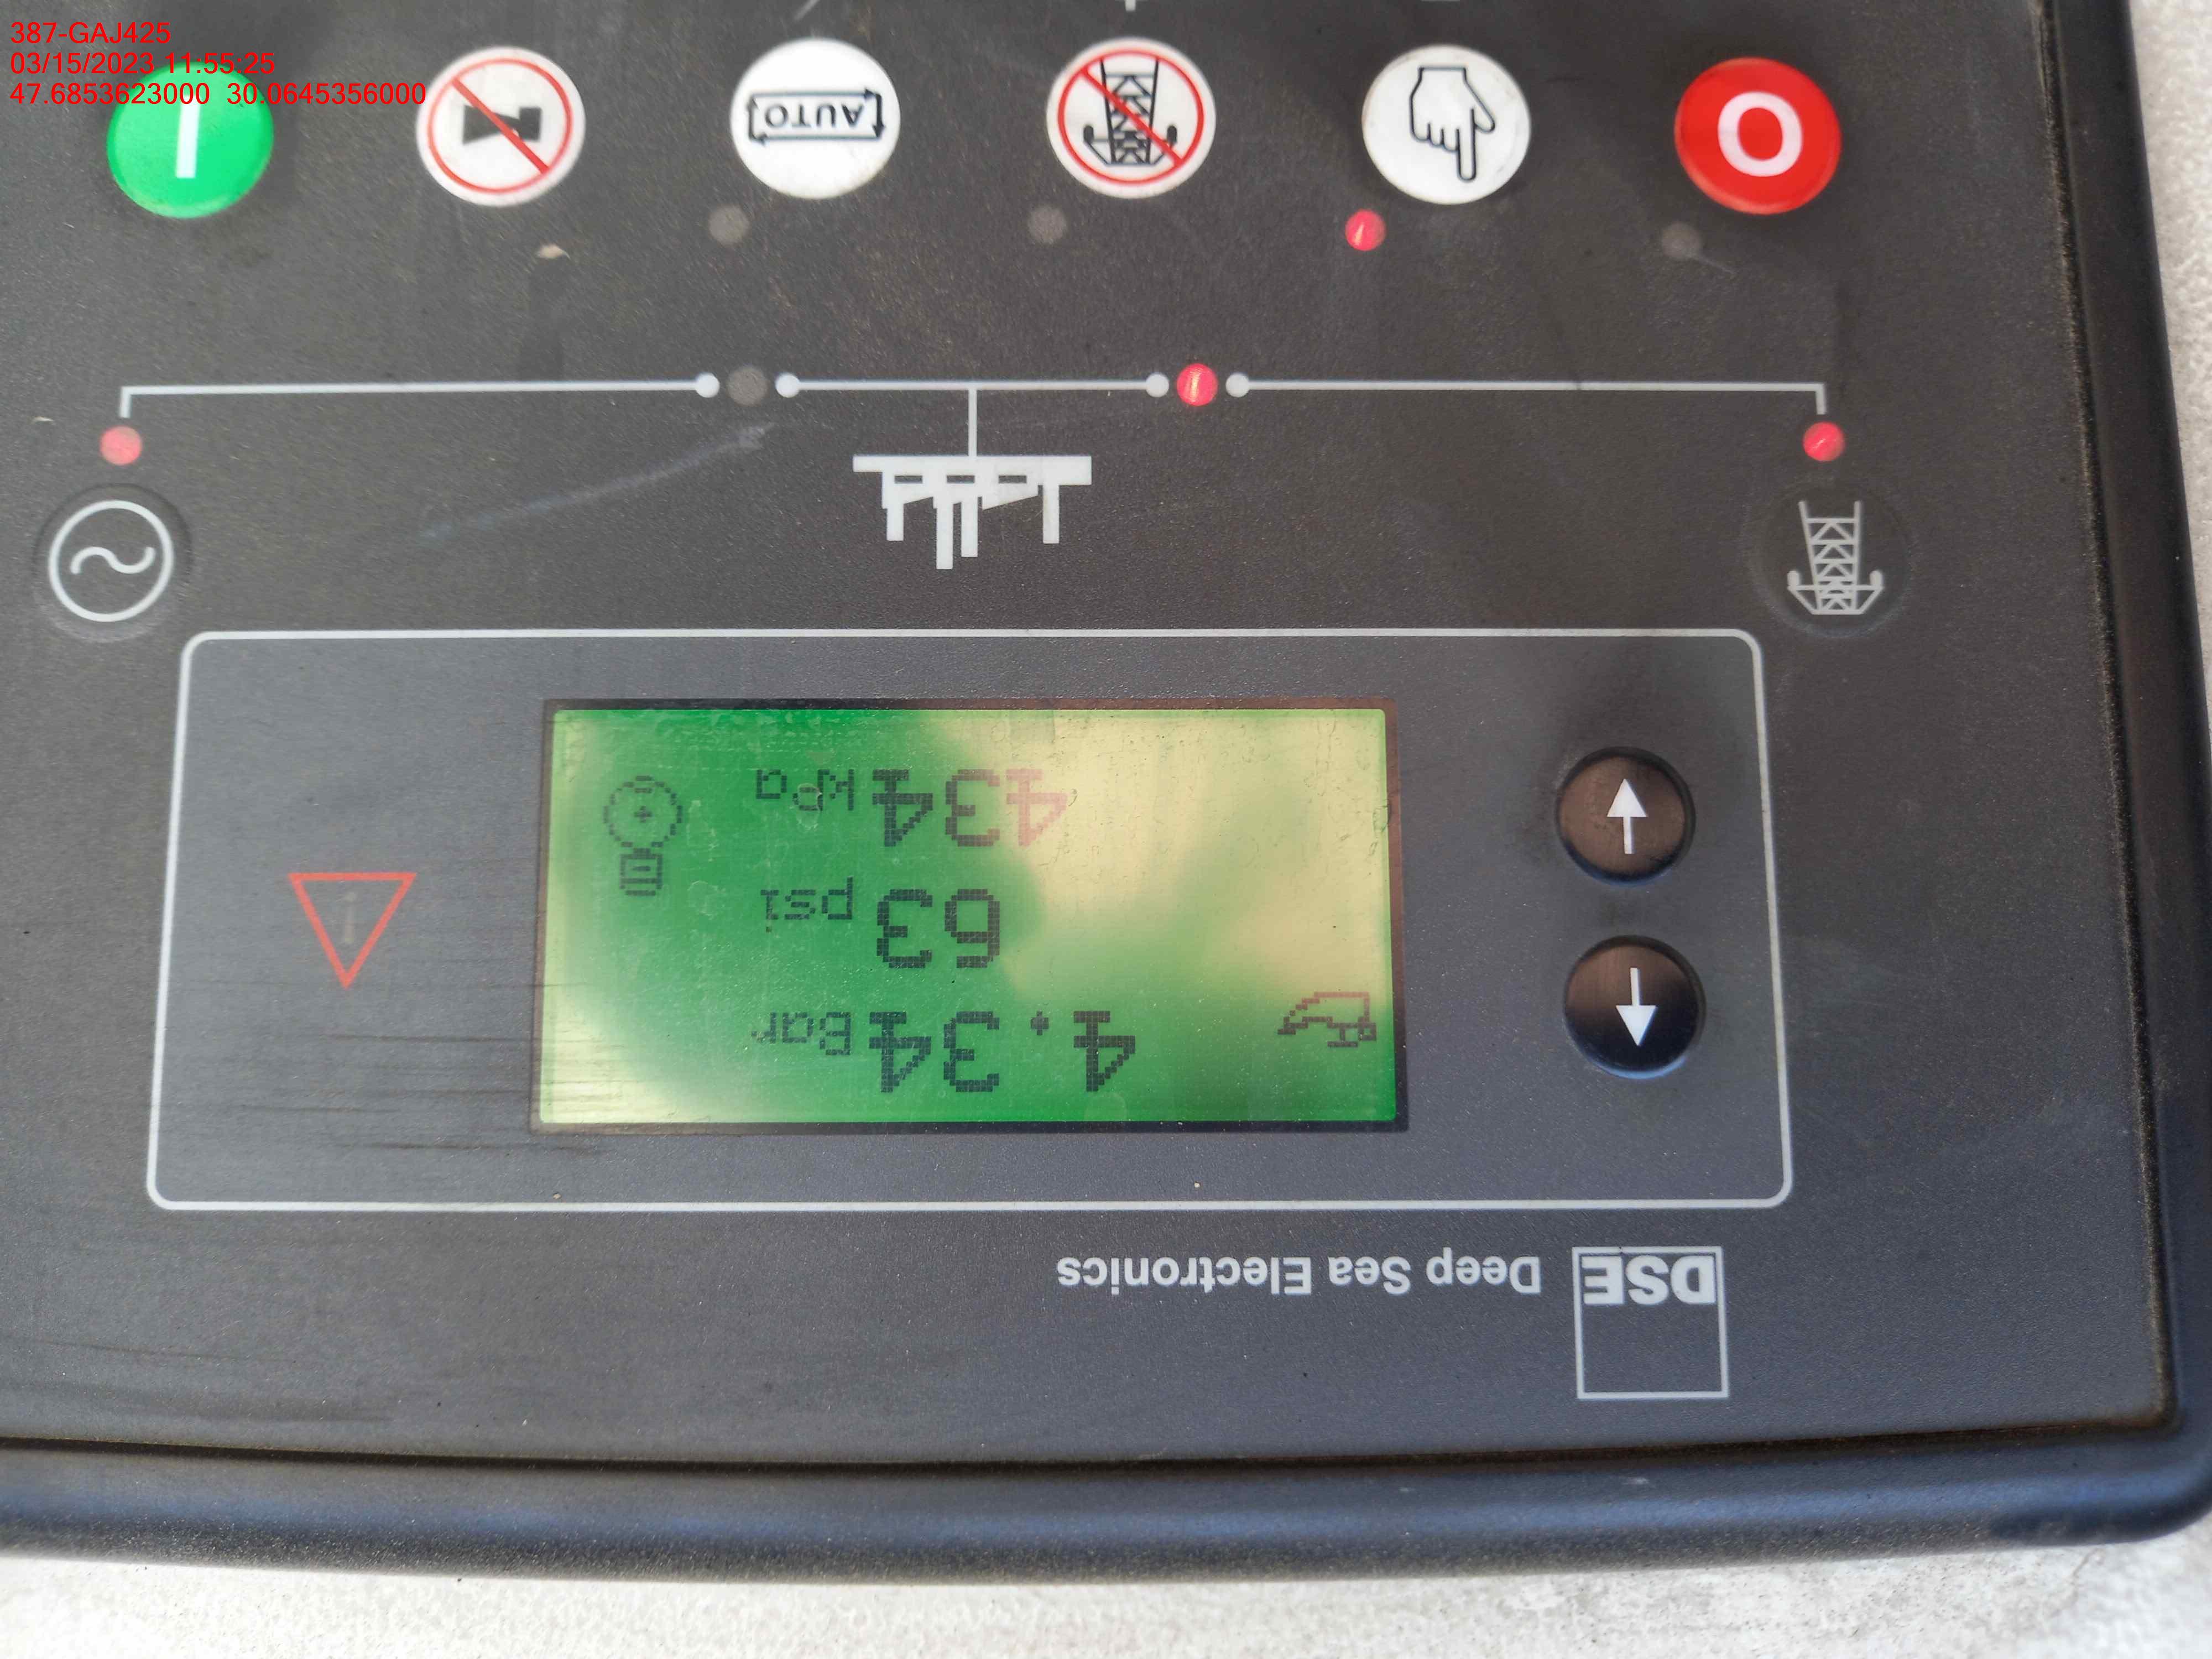 387-GAJ425
03/15/2023 11:55:25
47.6853623000 30.0645356000
DSE Deep Sea Electronics
4.34 Bar
63 psi
434 kPa
i
O
AUTO
I